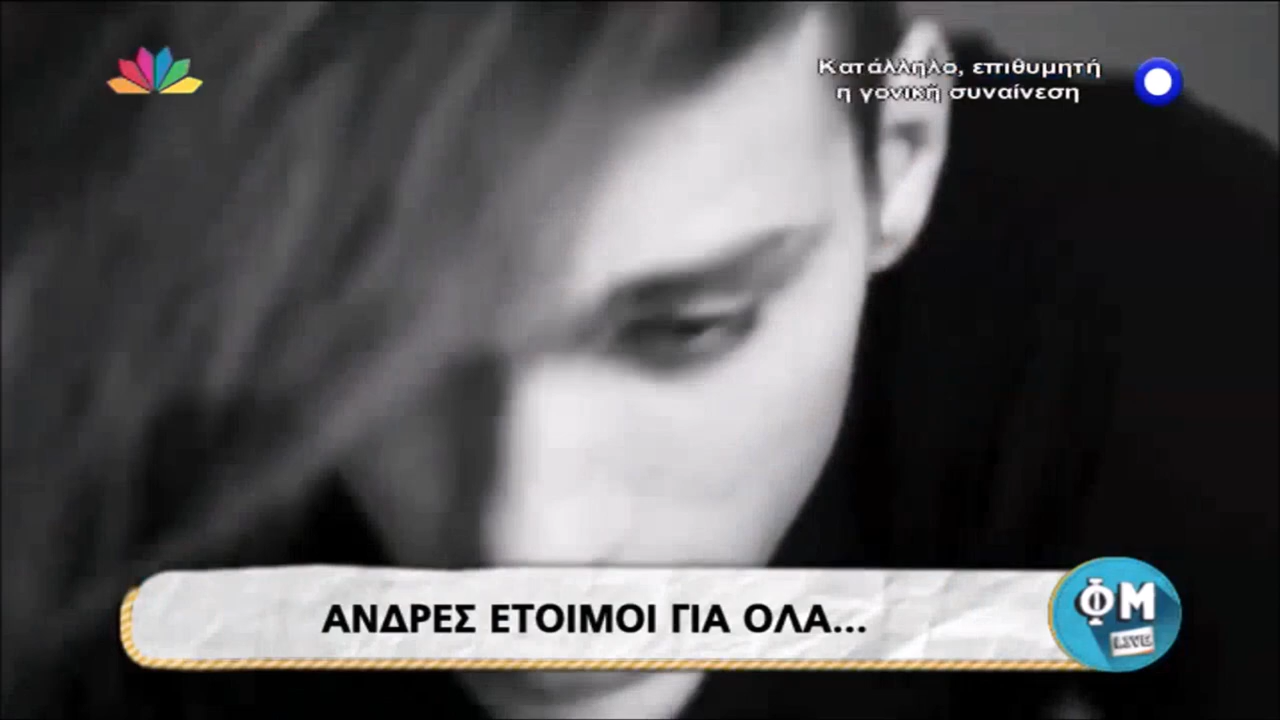 Κατάλληλο, επιθυμητή
η γονική συναίνεση
ΑΝΔΡΕΣ ΕΤΟΙΜΟΙ ΓΙΑ ΟΛΑ...
ΦΜ
LIVE